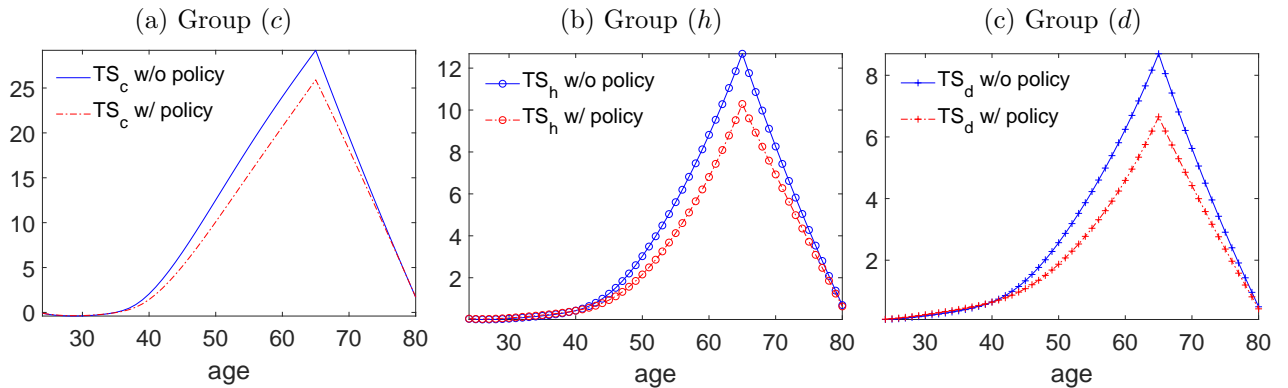 (a) Group (c)
TS_c w/o policy
TS_c w/ policy
25
20
15
10
5
0
30 40 50 60 70 80
age
(b) Group (h)
TS_h w/o policy
TS_h w/ policy
12
10
8
6
4
2
30 40 50 60 70 80
age
(c) Group (d)
TS_d w/o policy
TS_d w/ policy
8
6
4
2
30 40 50 60 70 80
age